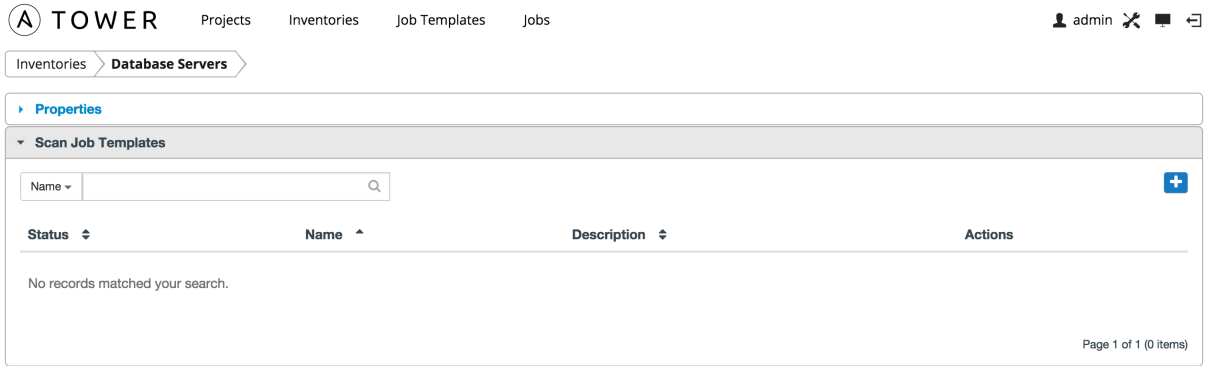 TOWER Projects Inventories Job Templates Jobs admin
Inventories Database Servers
Properties
Scan Job Templates
Name
Status Name Description Actions
No records matched your search.
Page 1 of 1 (0 items)